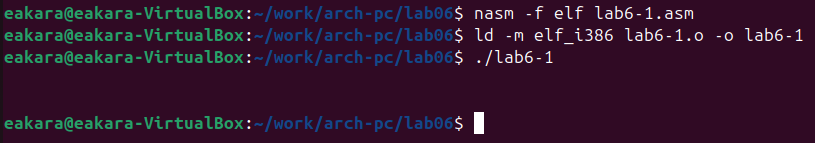 eakara@eakara-VirtualBox:~/work/arch-pc/lab06$ nasm -f elf lab6-1.asm
eakara@eakara-VirtualBox:~/work/arch-pc/lab06$ ld -m elf_i386 lab6-1.o -o lab6-1
eakara@eakara-VirtualBox:~/work/arch-pc/lab06$ ./lab6-1
eakara@eakara-VirtualBox:~/work/arch-pc/lab06$